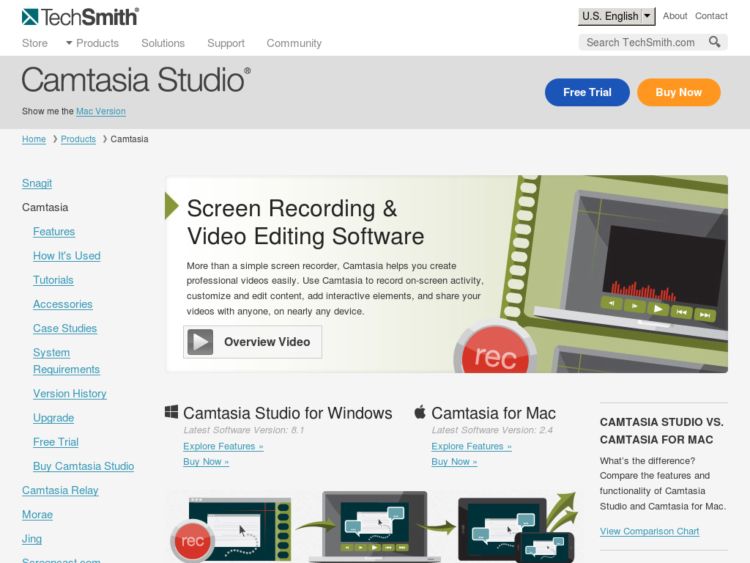 TechSmith®
U.S. English
About
Contact
Store
Products
Solutions
Support
Community
Search TechSmith.com
Camtasia Studio®
Show me the Mac Version
Free Trial
Buy Now
Home
Products
Camtasia
Snagit
Camtasia
Features
How It's Used
Tutorials
Accessories
Case Studies
System
Requirements
Version History
Upgrade
Free Trial
Buy Camtasia Studio
Camtasia Relay
Morae
Jing
Screencast.com
Screen Recording &
Video Editing Software
More than a simple screen recorder, Camtasia helps you create
professional videos easily. Use Camtasia to record on-screen activity,
customize and edit content, add interactive elements, and share your
videos with anyone, on nearly any device.
Overview Video
rec
Camtasia Studio for Windows
Latest Software Version: 8.1
Explore Features »
Buy Now »
Camtasia for Mac
Latest Software Version: 2.4
Explore Features »
Buy Now »
CAMTASIA STUDIO VS.
CAMTASIA FOR MAC
What's the difference?
Compare the features and
functionality of Camtasia
Studio and Camtasia for Mac.
View Comparison Chart
rec